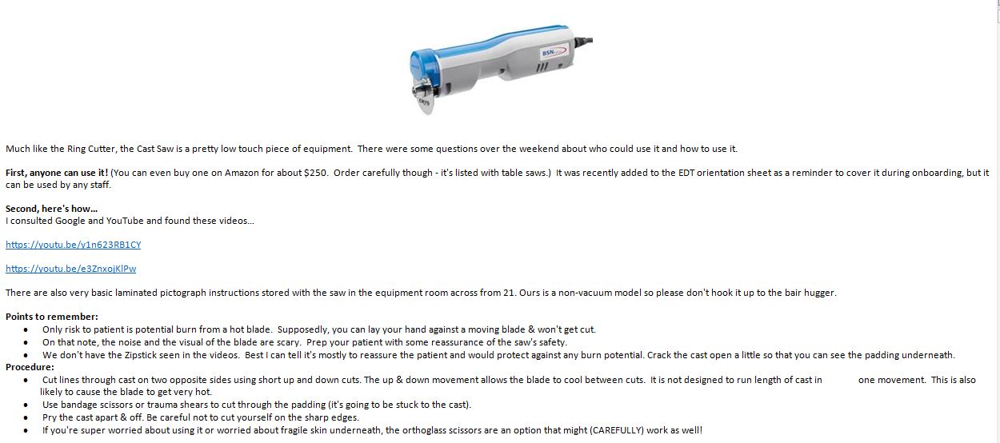 BSN
CRYO
Much like the Ring Cutter, the Cast Saw is a pretty low touch piece of equipment.  There were some questions over the weekend about who could use it and how to use it.
First, anyone can use it! (You can even buy one on Amazon for about $250.  Order carefully though - it's listed with table saws.)  It was recently added to the EDT orientation sheet as a reminder to cover it during onboarding, but it
can be used by any staff.
Second, here's how...
I consulted Google and YouTube and found these videos...
https://youtu.be/y1n623RB1CY
https://youtu.be/e3ZnxojKlPw
There are also very basic laminated pictograph instructions stored with the saw in the equipment room across from 21. Ours is a non-vacuum model so please don't hook it up to the bair hugger.
Points to remember:
• Only risk to patient is potential burn from a hot blade.  Supposedly, you can lay your hand against a moving blade & won't get cut.
• On that note, the noise and the visual of the blade are scary.  Prep your patient with some reassurance of the saw's safety.
• We don't have the Zipstick seen in the videos.  Best I can tell it's mostly to reassure the patient and would protect against any burn potential. Crack the cast open a little so that you can see the padding underneath.
Procedure:
• Cut lines through cast on two opposite sides using short up and down cuts. The up & down movement allows the blade to cool between cuts.  It is not designed to run length of cast in one movement.  This is also
likely to cause the blade to get very hot.
• Use bandage scissors or trauma shears to cut through the padding (it's going to be stuck to the cast).
• Pry the cast apart & off. Be careful not to cut yourself on the sharp edges.
• If you're super worried about using it or worried about fragile skin underneath, the orthoglass scissors are an option that might (CAREFULLY) work as well!